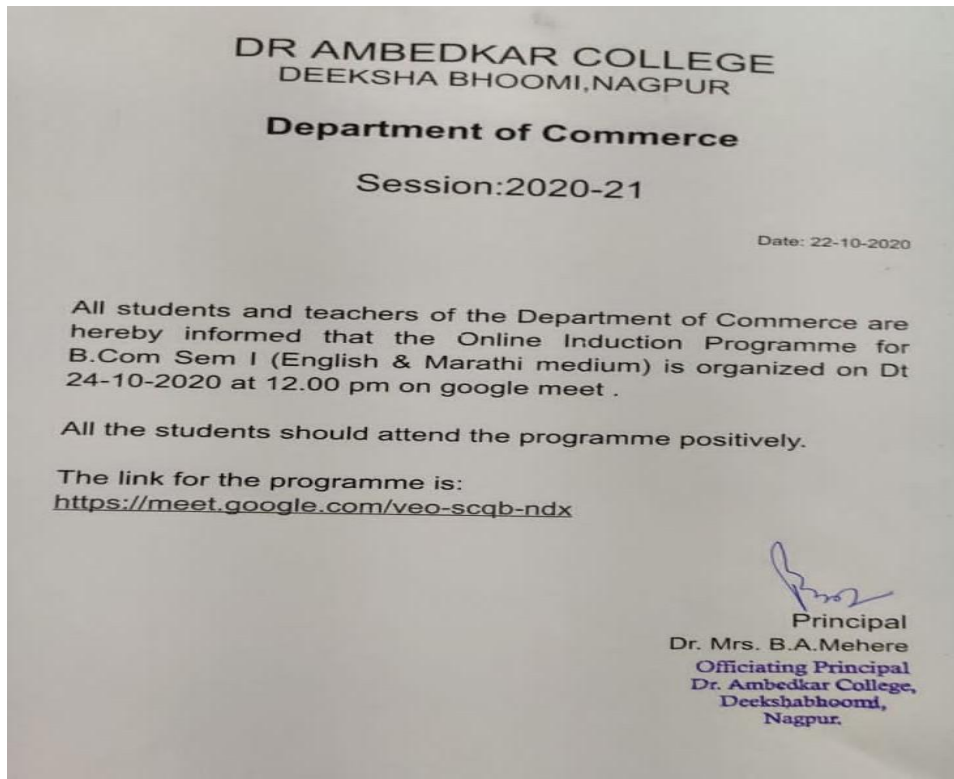 DR AMBEDKAR COLLEGE
DEEKSHA BHOOMI,NAGPUR
Department of Commerce
Session:2020-21
Date: 22-10-2020
All students and teachers of the Department of Commerce are
hereby informed that the Online Induction Programme for
B.Com Sem I (English & Marathi medium) is organized on Dt
24-10-2020 at 12.00 pm on google meet .
All the students should attend the programme positively.
The link for the programme is:
https://meet.google.com/veo-scqb-ndx
Principal
Dr. Mrs. B.A.Mehere
Officiating Principal
Dr. Ambedkar College,
Deekshabhoomi,
Nagpur.